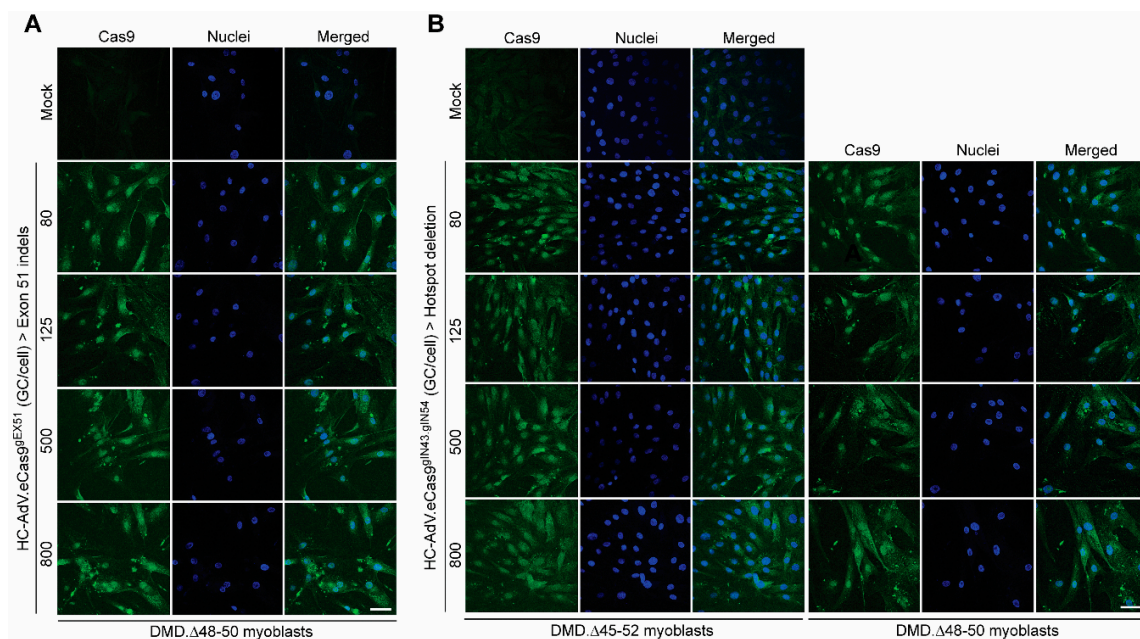 A
B
Cas9 Nuclei Merged
Cas9 Nuclei Merged
Mock
Mock
Cas9 Nuclei Merged
HC-AdV.eCas9gEX51 (GC/cell) > Exon 51 indels
80
125
500
800
HC-AdV.eCas9gIN43.gIN54 (GC/cell) > Hotspot deletion
80
125
500
800
A
DMD.Δ48-50 myoblasts
DMD.Δ45-52 myoblasts
DMD.Δ48-50 myoblasts